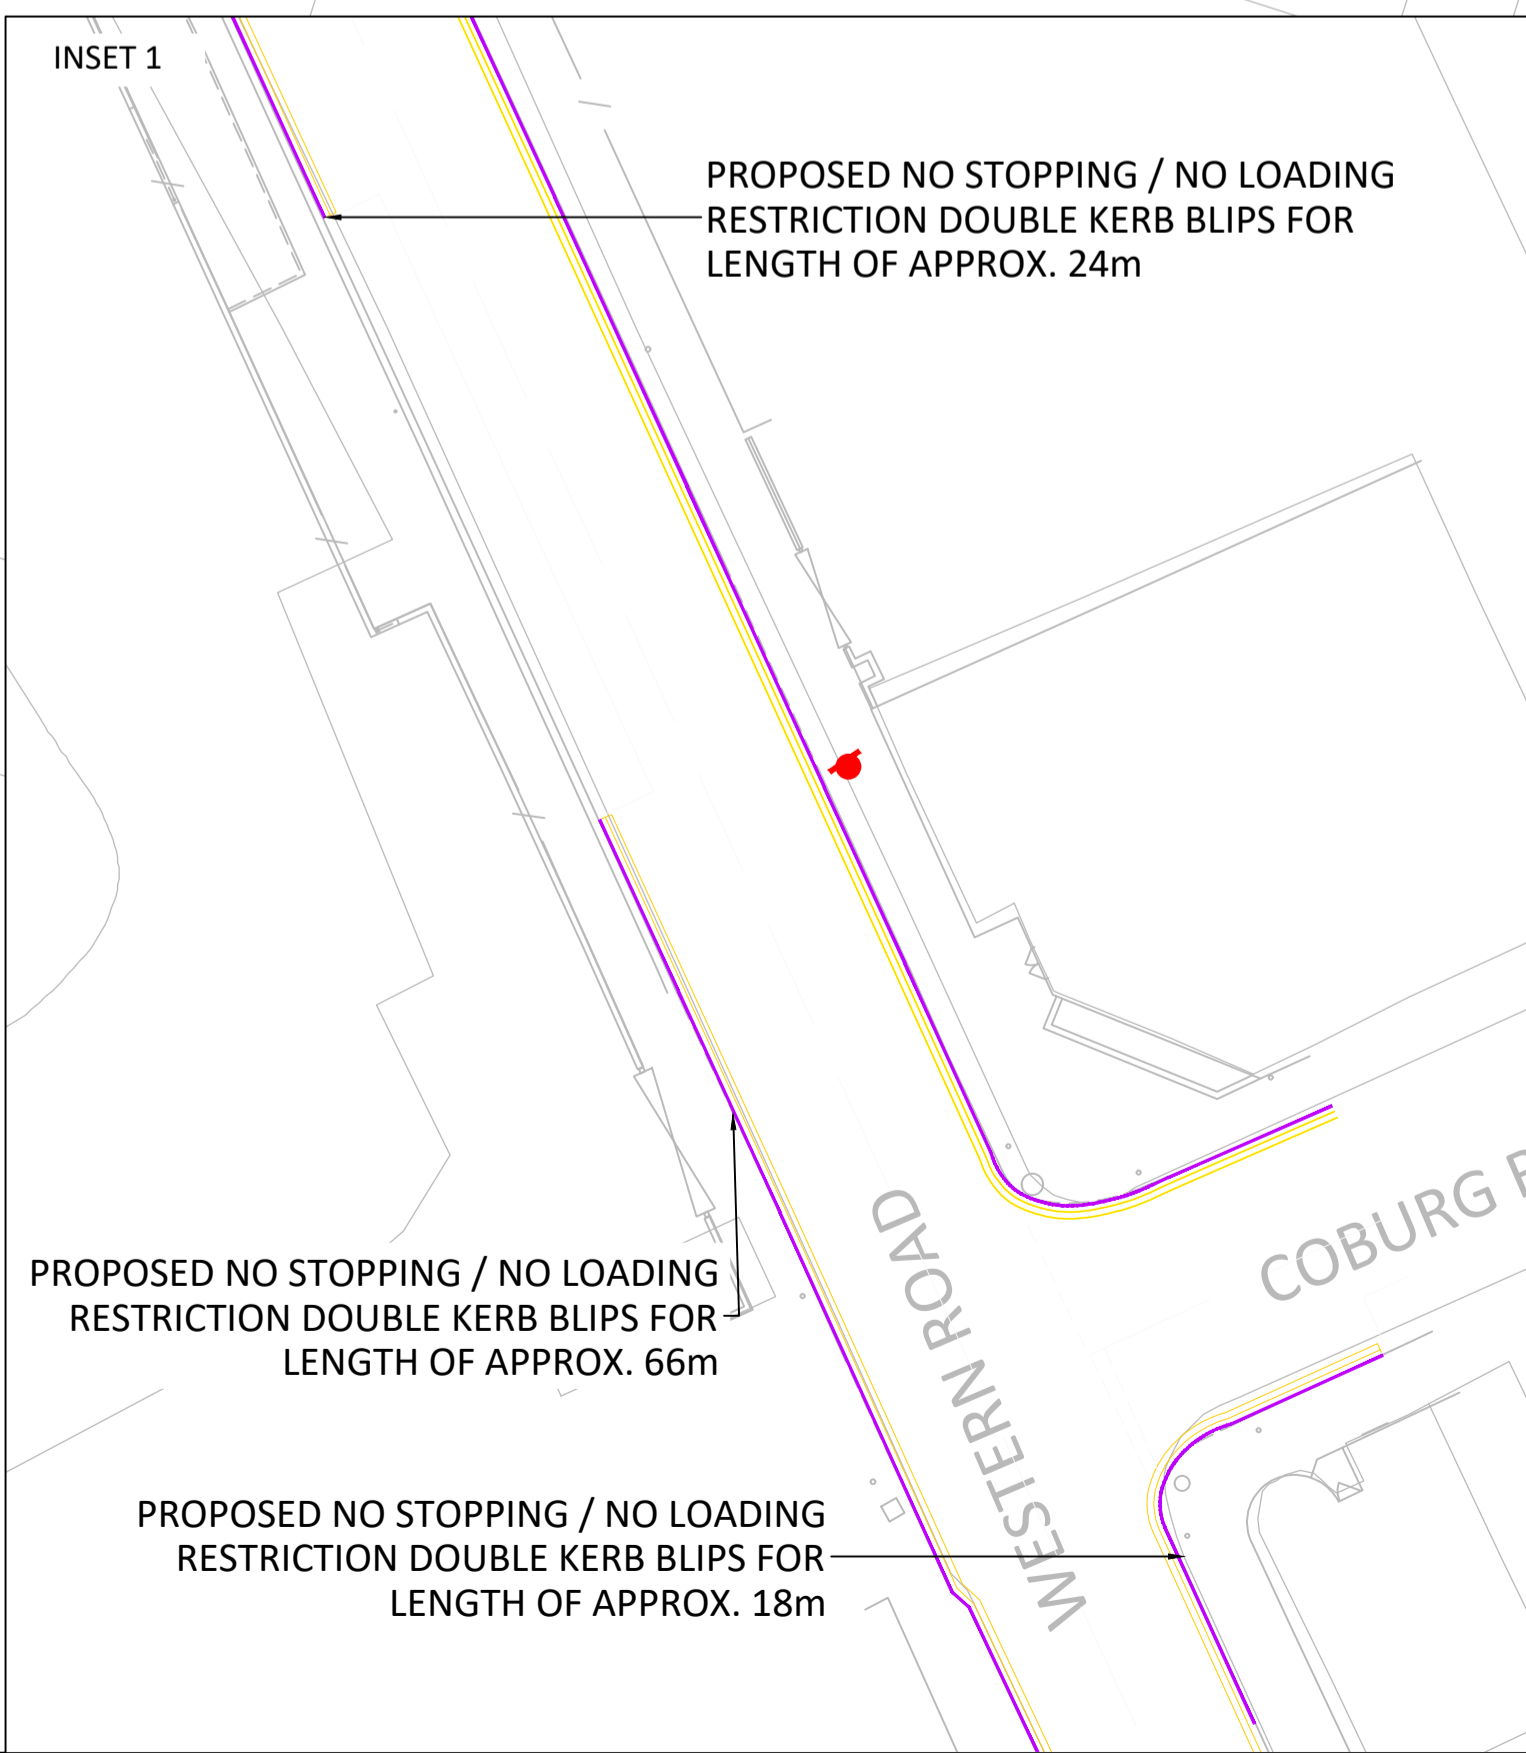 INSET 1
PROPOSED NO STOPPING / NO LOADING
RESTRICTION DOUBLE KERB BLIPS FOR
LENGTH OF APPROX. 24m
PROPOSED NO STOPPING / NO LOADING
RESTRICTION DOUBLE KERB BLIPS FOR
LENGTH OF APPROX. 66m
PROPOSED NO STOPPING / NO LOADING
RESTRICTION DOUBLE KERB BLIPS FOR
LENGTH OF APPROX. 18m
WESTERN ROAD
COBURG